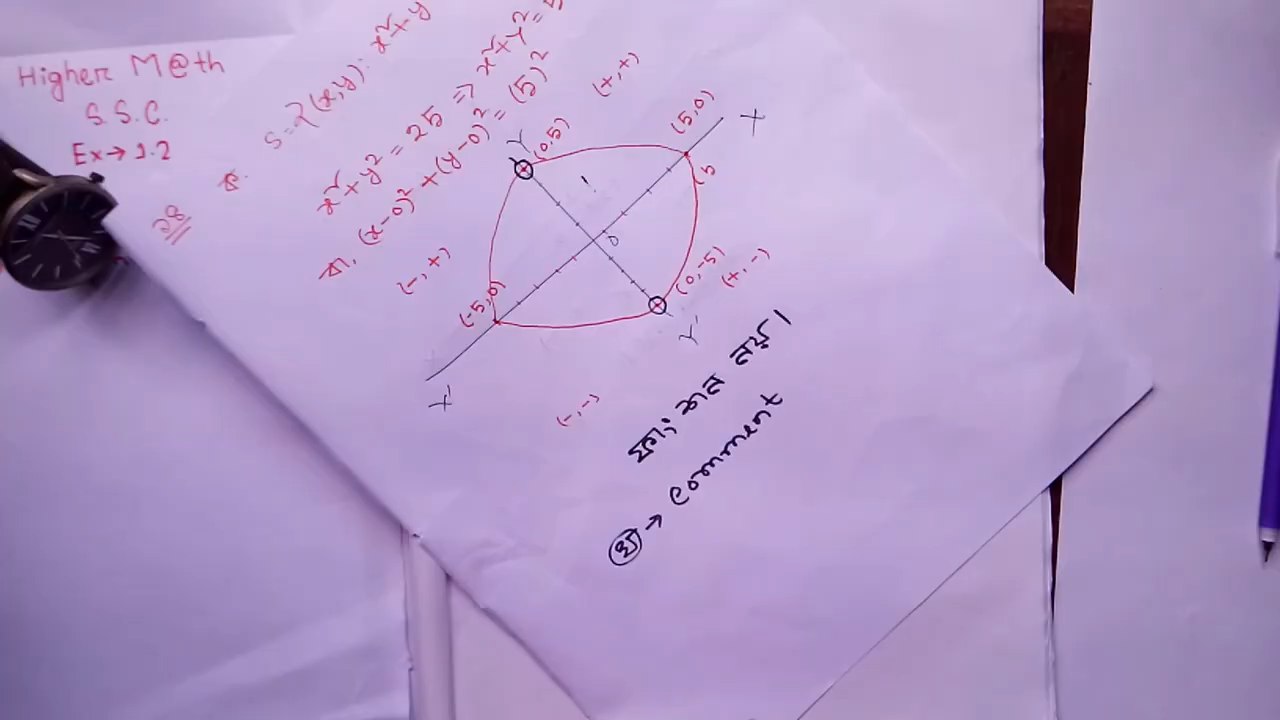 Higher M@th
S.S.C.
Ex→1.2
২৪
ক.
S={(x,y): x²+y
x²+y²=25 ⇒ x²+y²=5
বা, (x-0)²+(y-0)²=(5)²
(+,+)
(5,0)
X
Y
(0.5)
(5
0
(-,+)
(-5,0)
(0,-5)
(+,-)
Y'
X'
(-,-)
ফাং; শন নয়।
ঘ → comment